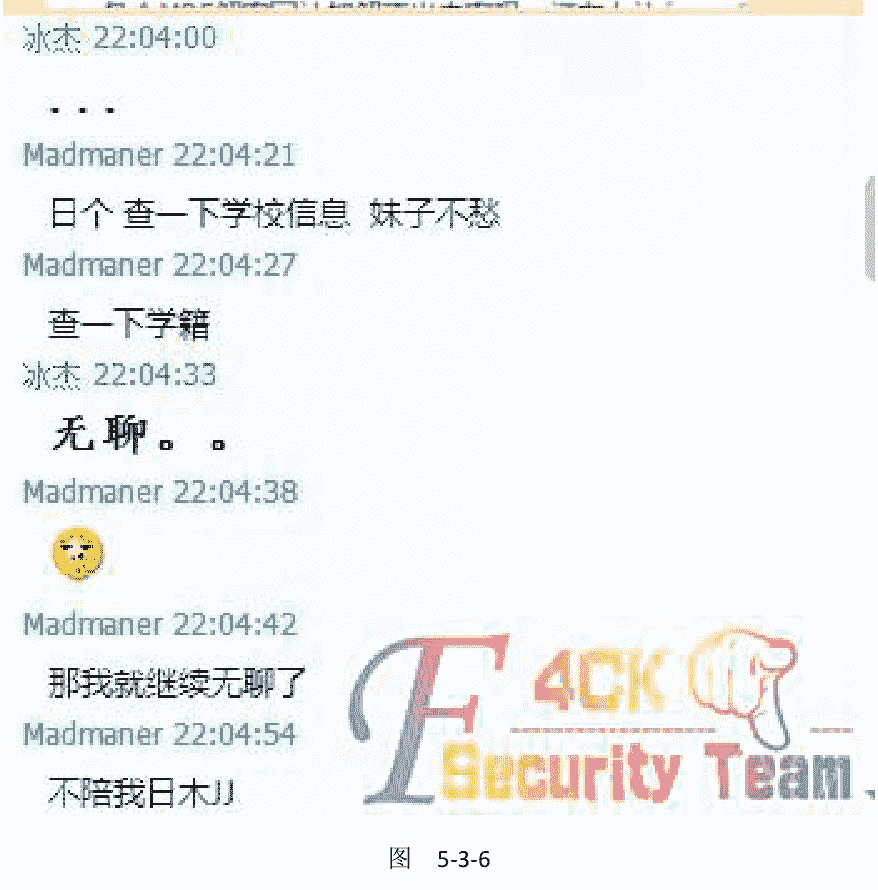 冰杰 22:04:00
. . .
Madmaner 22:04:21
日个 查一下学校信息 妹子不愁
Madmaner 22:04:27
查一下学籍
冰杰 22:04:33
无聊。。
Madmaner 22:04:38
Madmaner 22:04:42
那我就继续无聊了
Madmaner 22:04:54
不陪我日木JJ
F 4CK
Security Team
图 5-3-6